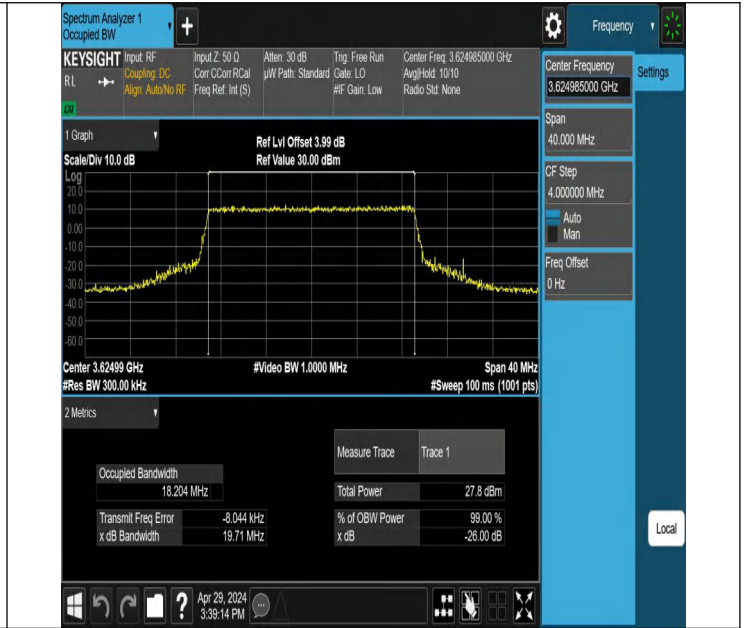 Spectrum Analyzer 1
Occupied BW
+
Frequency
KEYSIGHT
RL
LXI
Input: RF
Coupling: DC
Align: Auto/No RF
Input Z: 50 Ω
Corr CCorr RCal
Freq Ref: Int (S)
Atten: 30 dB
µW Path: Standard
Trig: Free Run
Gate: LO
#IF Gain: Low
Center Freq: 3.624985000 GHz
Avg|Hold: 10/10
Radio Std: None
Center Frequency
3.624985000 GHz
Settings
Span
40.000 MHz
CF Step
4.000000 MHz
Auto
Man
Freq Offset
0 Hz
1 Graph
Scale/Div 10.0 dB
Ref Lvl Offset 3.99 dB
Ref Value 30.00 dBm
Log
20.0
10.0
0.00
-10.0
-20.0
-30.0
-40.0
-50.0
-60.0
Center 3.62499 GHz
#Res BW 300.00 kHz
#Video BW 1.0000 MHz
Span 40 MHz
#Sweep 100 ms (1001 pts)
2 Metrics
Measure Trace Trace 1
Occupied Bandwidth
18.204 MHz
Total Power 27.8 dBm
Transmit Freq Error -8.044 kHz
% of OBW Power 99.00 %
x dB Bandwidth 19.71 MHz
x dB -26.00 dB
Local
?
Apr 29, 2024
3:39:14 PM